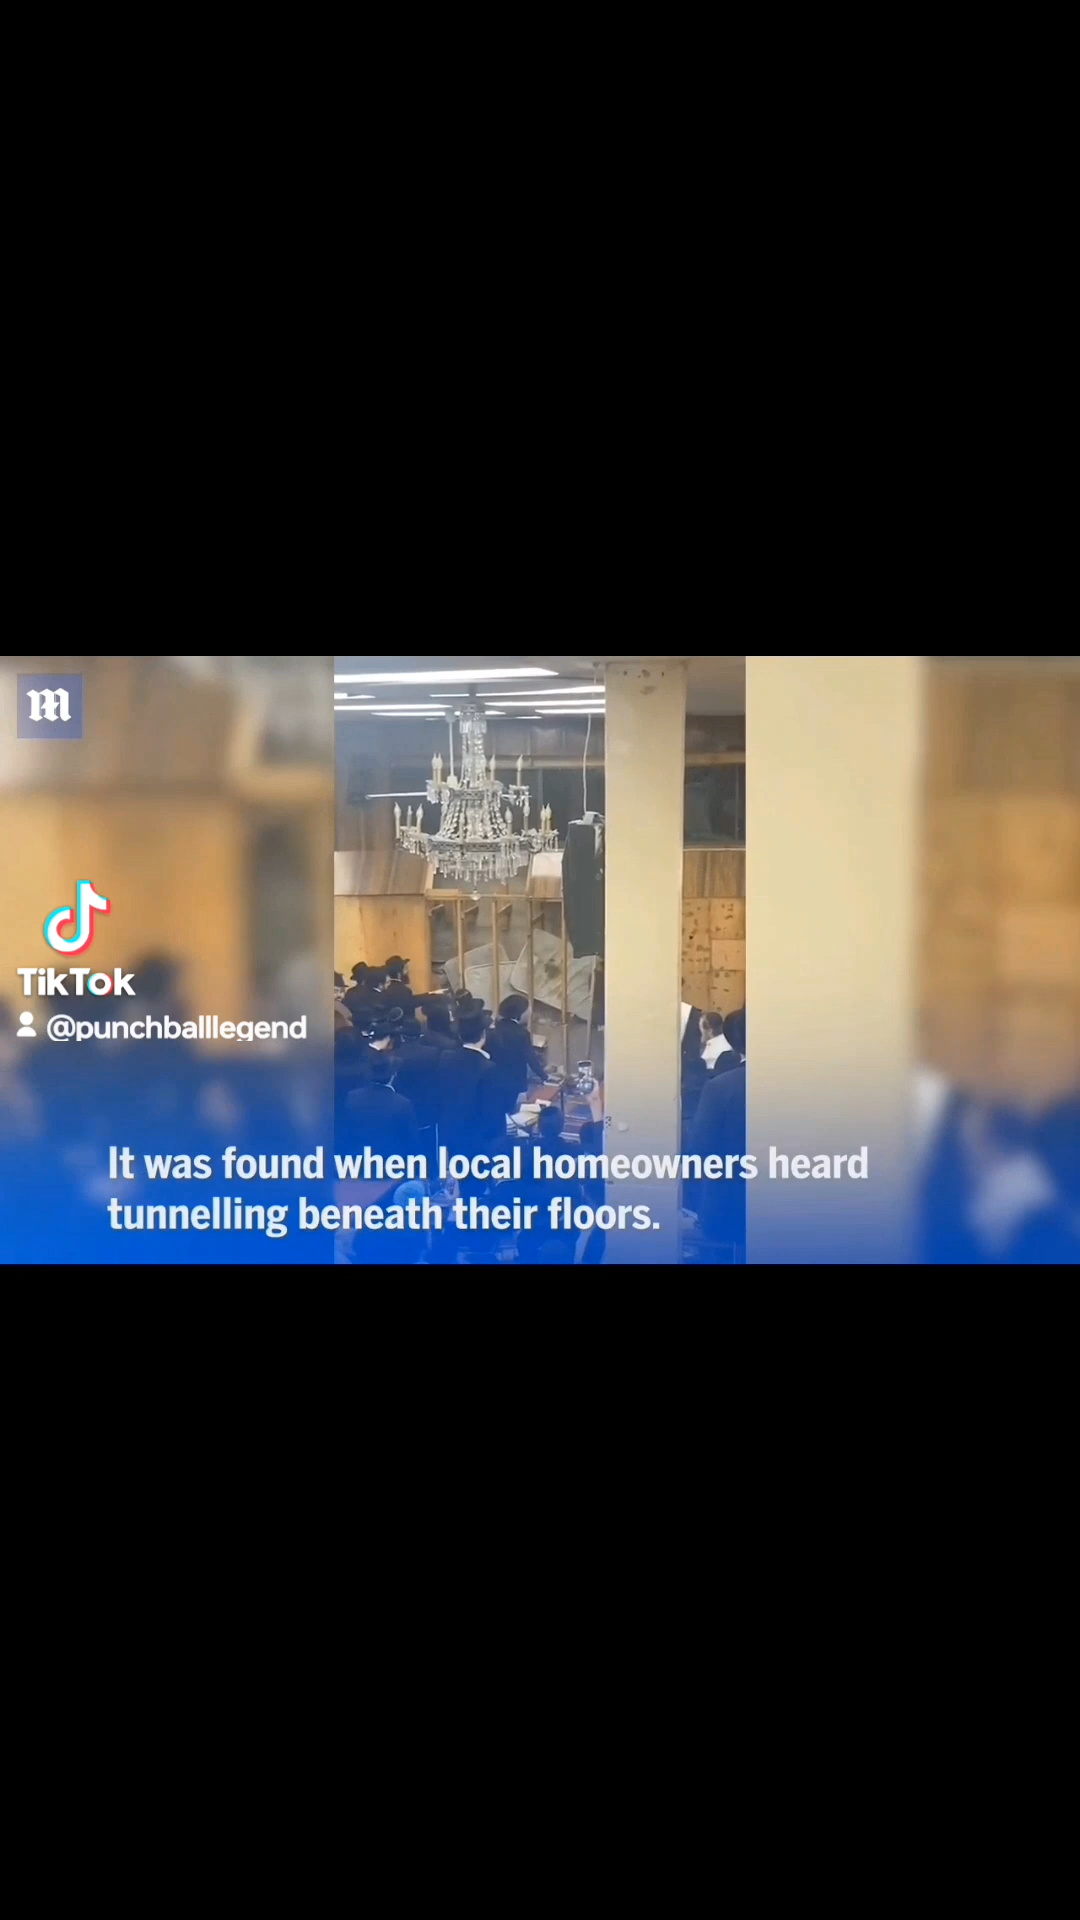 M
TikTok
@punchballlegend
It was found when local homeowners heard
tunnelling beneath their floors.